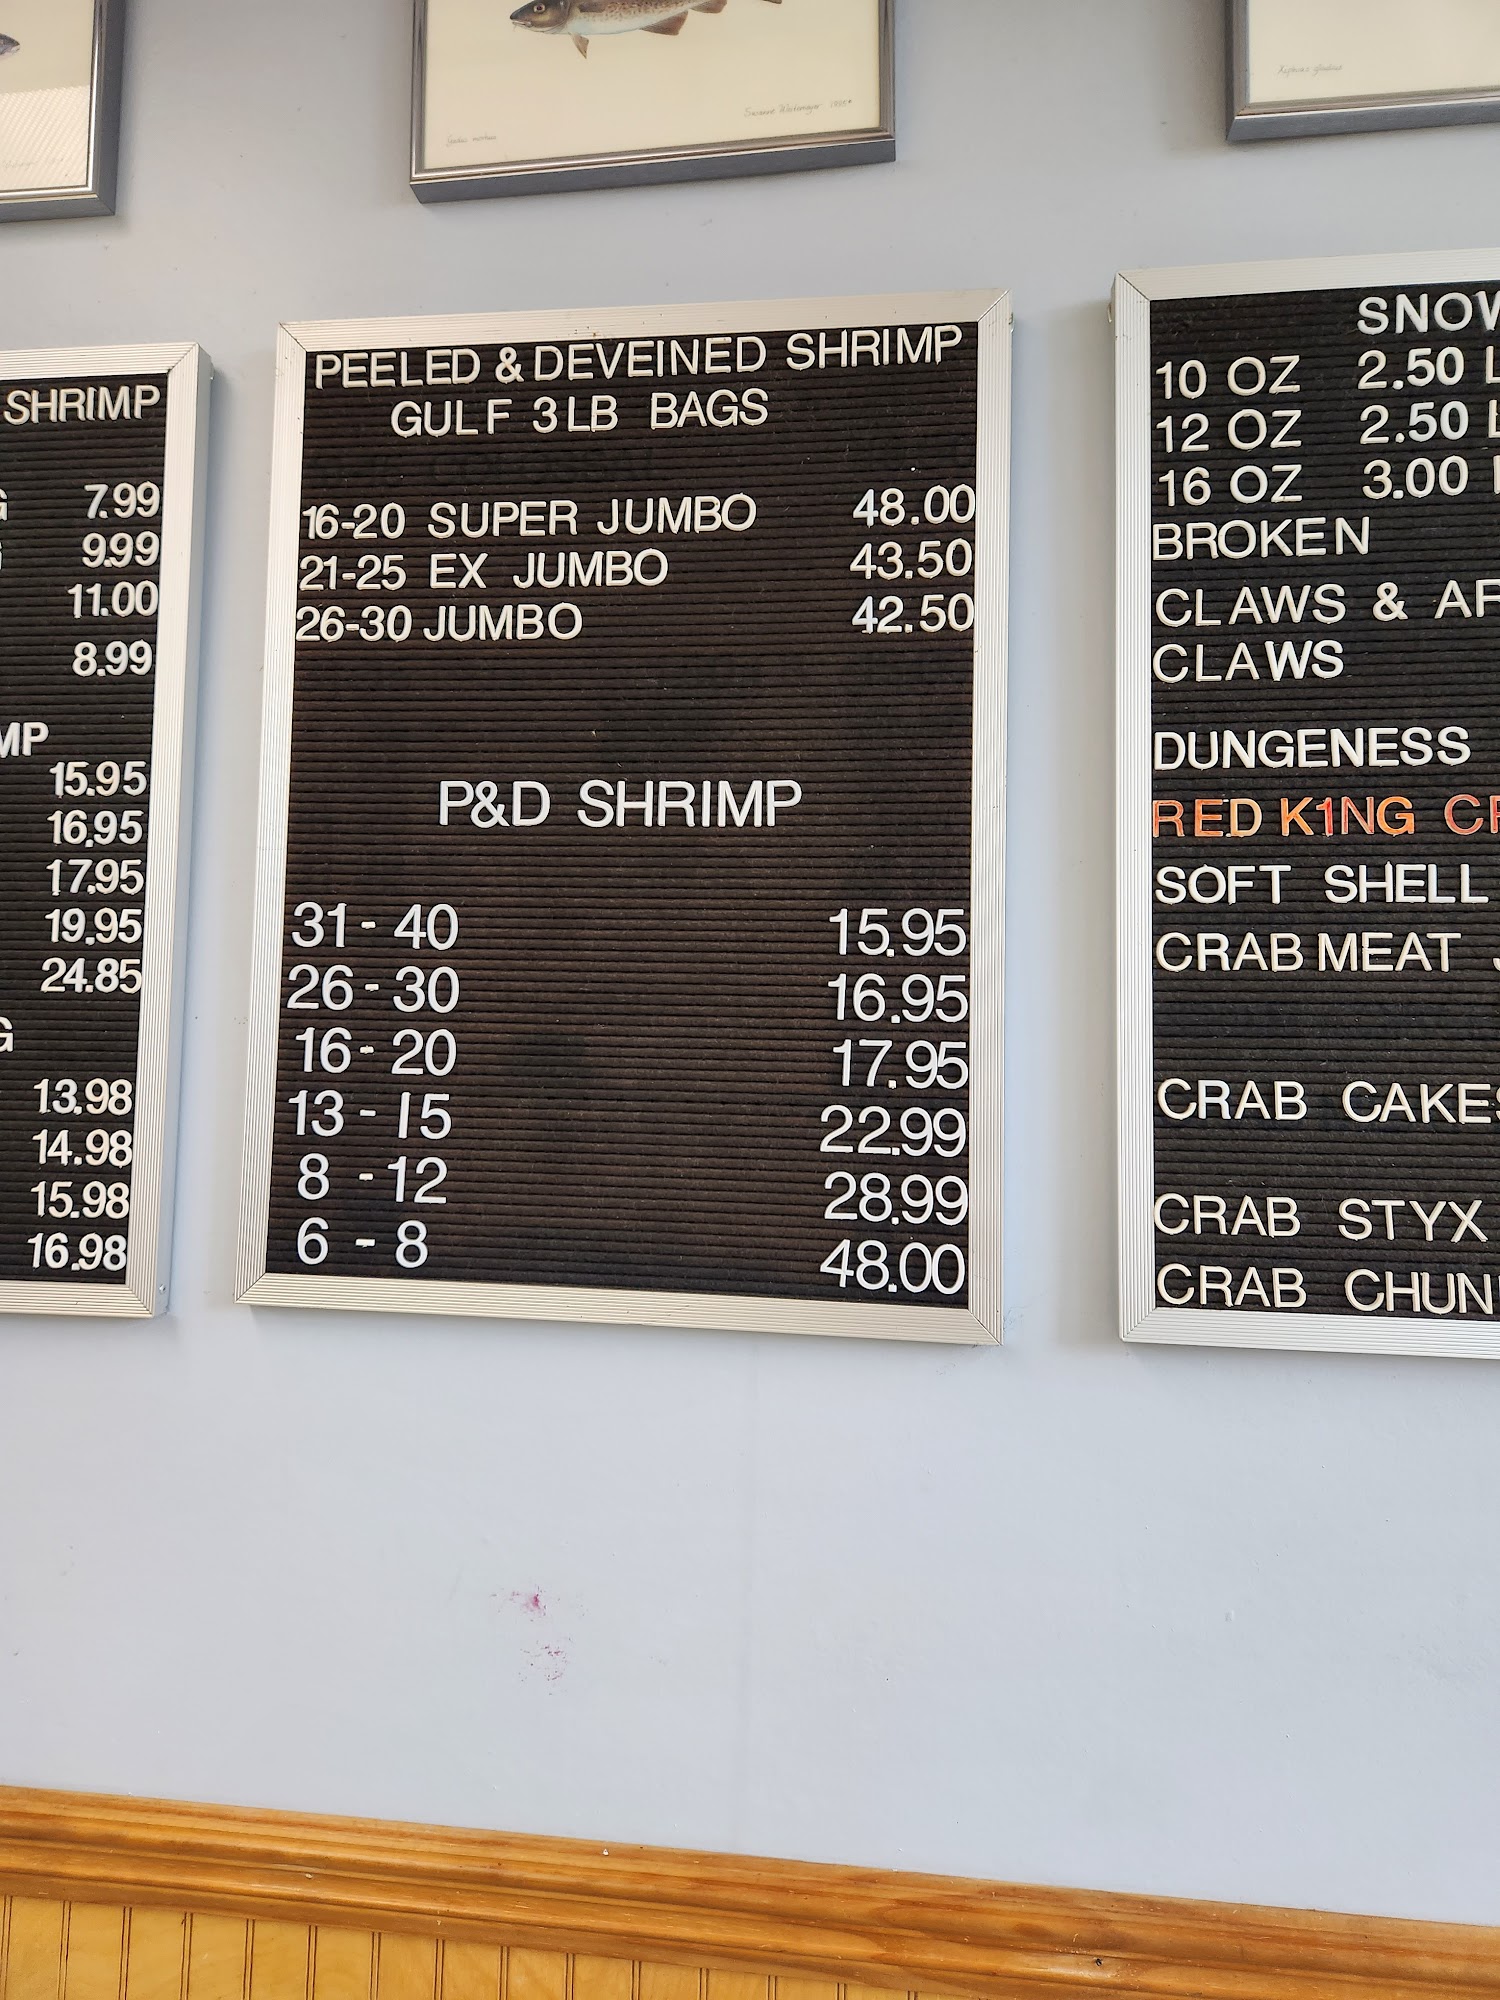 Gadus morhua
SHRIMP
7.99
9.99
11.00
8.99
15.95
16.95
17.95
19.95
24.85
13.98
14.98
15.98
16.98
PEELED & DEVEINED SHRIMP
GULF 3LB BAGS
16-20 SUPER JUMBO 48.00
21-25 EX JUMBO 43.50
26-30 JUMBO 42.50
P&D SHRIMP
31 - 40 15.95
26 - 30 16.95
16 - 20 17.95
13 - 15 22.99
8 - 12 28.99
6 - 8 48.00
10 OZ 2.50
12 OZ 2.50
16 OZ 3.00
BROKEN
CLAWS &
CLAWS
DUNGENESS
RED K1NG
SOFT SHELL
CRAB MEAT
CRAB CAKES
CRAB STYX
CRAB